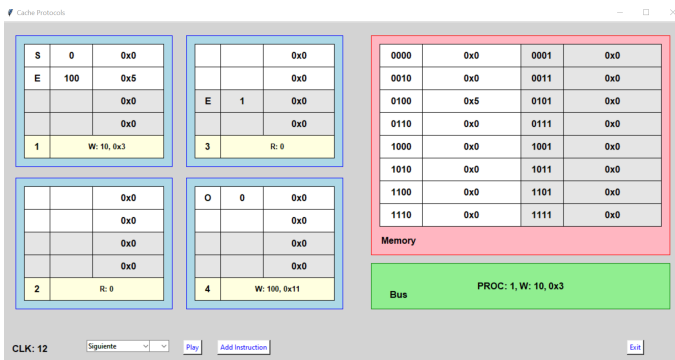 Cache Protocols
S 0 0x0
E 100 0x5
0x0
0x0
1 W: 10, 0x3
0x0
0x0
E 1 0x0
0x0
3 R: 0
0x0
0x0
0x0
0x0
2 R: 0
O 0 0x0
0x0
0x0
0x0
4 W: 100, 0x11
0000 0x0 0001 0x0
0010 0x0 0011 0x0
0100 0x5 0101 0x0
0110 0x0 0111 0x0
1000 0x0 1001 0x0
1010 0x0 1011 0x0
1100 0x0 1101 0x0
1110 0x0 1111 0x0
Memory
PROC: 1, W: 10, 0x3
Bus
CLK: 12 Siguiente Play Add Instruction Exit